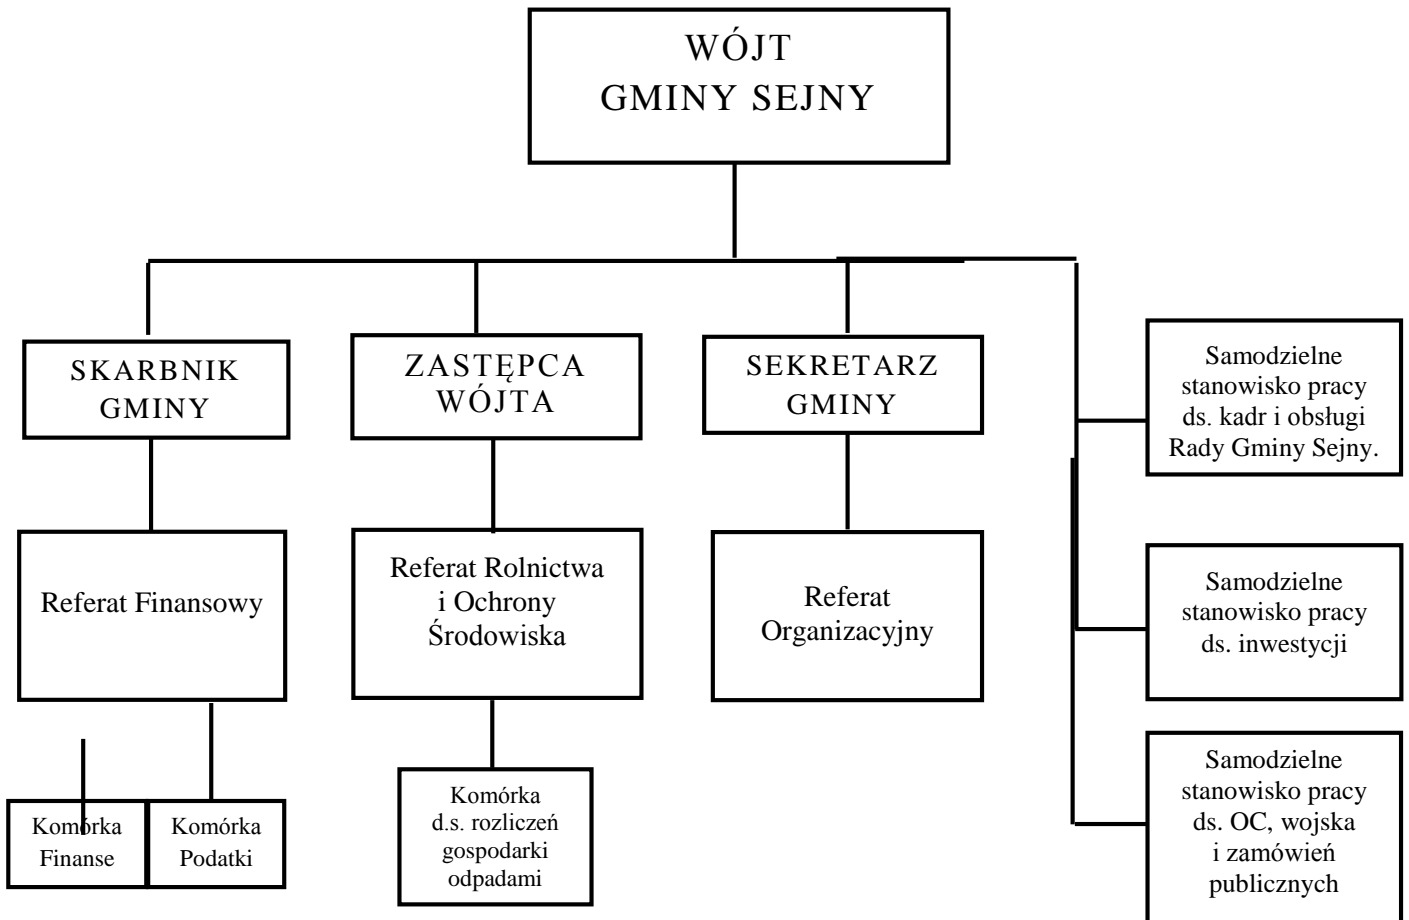 WÓJT
GMINY SEJNY
SKARBNIK
GMINY
ZASTĘPCA
WÓJTA
SEKRETARZ
GMINY
Samodzielne
stanowisko pracy
ds. kadr i obsługi
Rady Gminy Sejny.
Referat Finansowy
Referat Rolnictwa
i Ochrony
Środowiska
Referat
Organizacyjny
Samodzielne
stanowisko pracy
ds. inwestycji
Komórka
Finanse
Komórka
Podatki
Komórka
d.s. rozliczeń
gospodarki
odpadami
Samodzielne
stanowisko pracy
ds. OC, wojska
i zamówień
publicznych